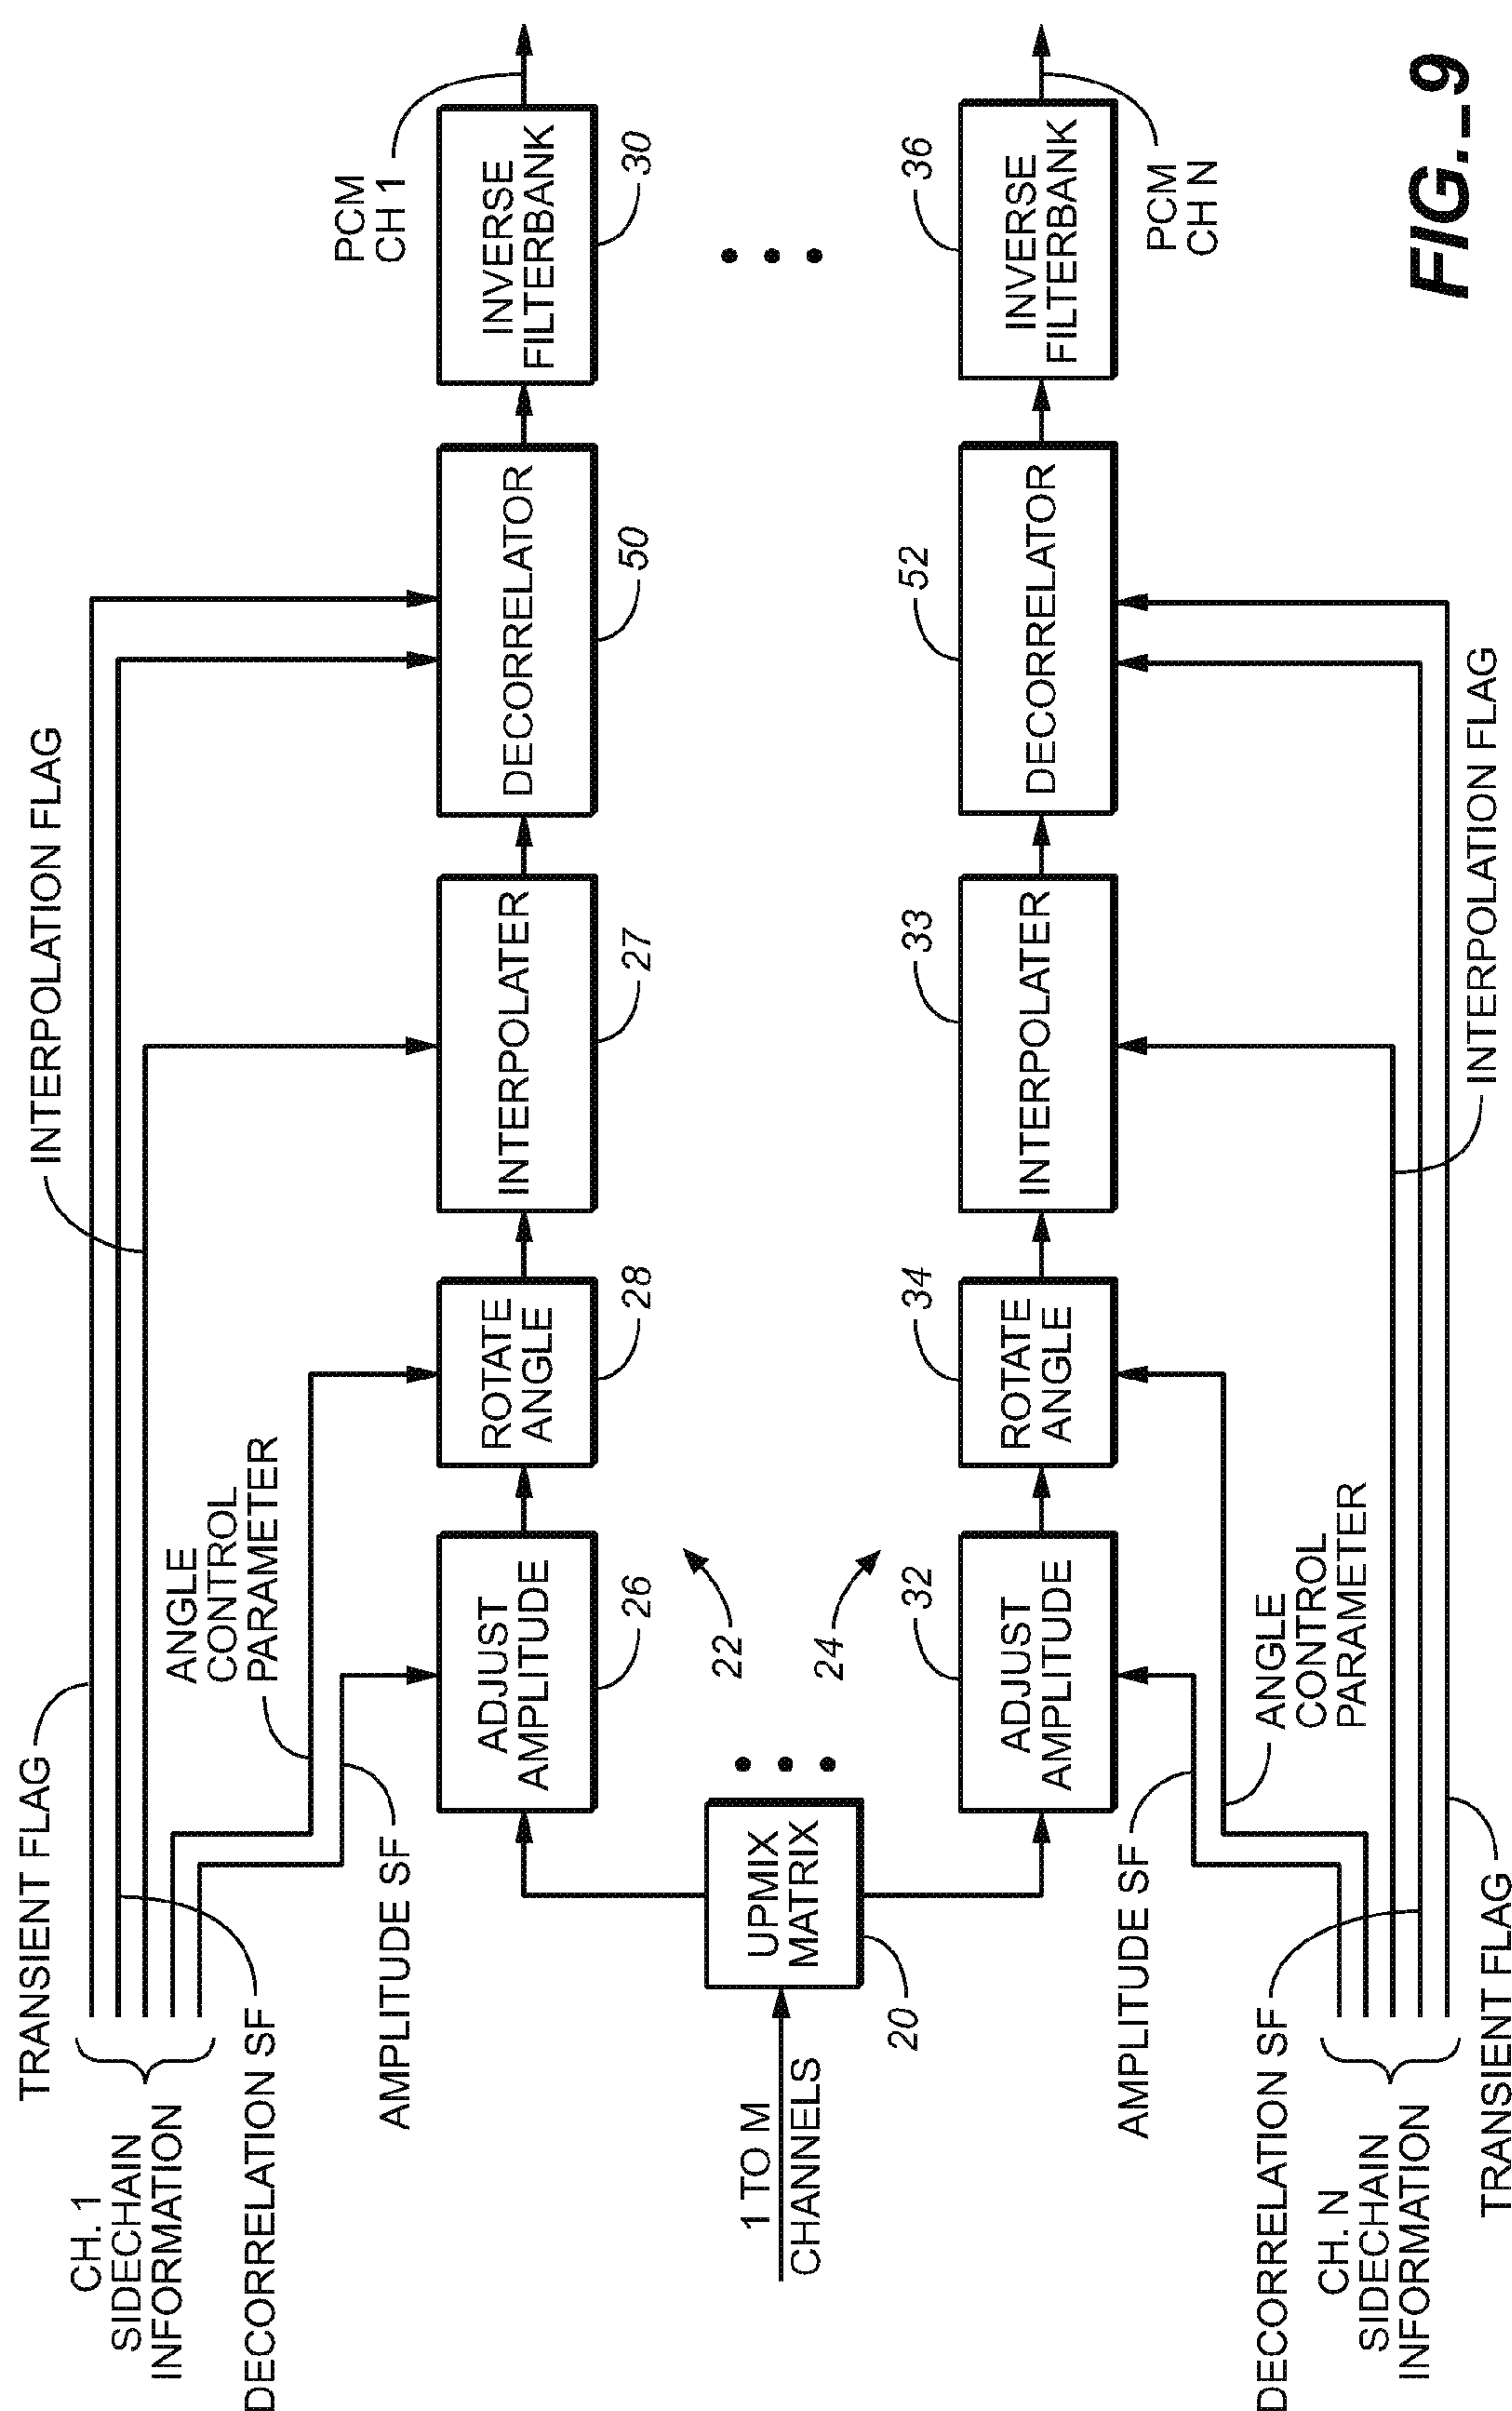 TRANSIENT FLAG
INTERPOLATION FLAG
CH. 1
SIDECHAIN
INFORMATION
DECORRELATION SF
ANGLE
CONTROL
PARAMETER
AMPLITUDE SF
PCM
CH 1
ADJUST
AMPLITUDE
26
ROTATE
ANGLE
28
INTERPOLATER
27
DECORRELATOR
50
INVERSE
FILTERBANK
30
1 TO M
CHANNELS
UPMIX
MATRIX
20
22
24
32
ADJUST
AMPLITUDE
34
ROTATE
ANGLE
33
INTERPOLATER
52
DECORRELATOR
36
INVERSE
FILTERBANK
AMPLITUDE SF
ANGLE
CONTROL
PARAMETER
PCM
CH N
DECORRELATION SF
CH. N
SIDECHAIN
INFORMATION
TRANSIENT FLAG
INTERPOLATION FLAG
FIG._9